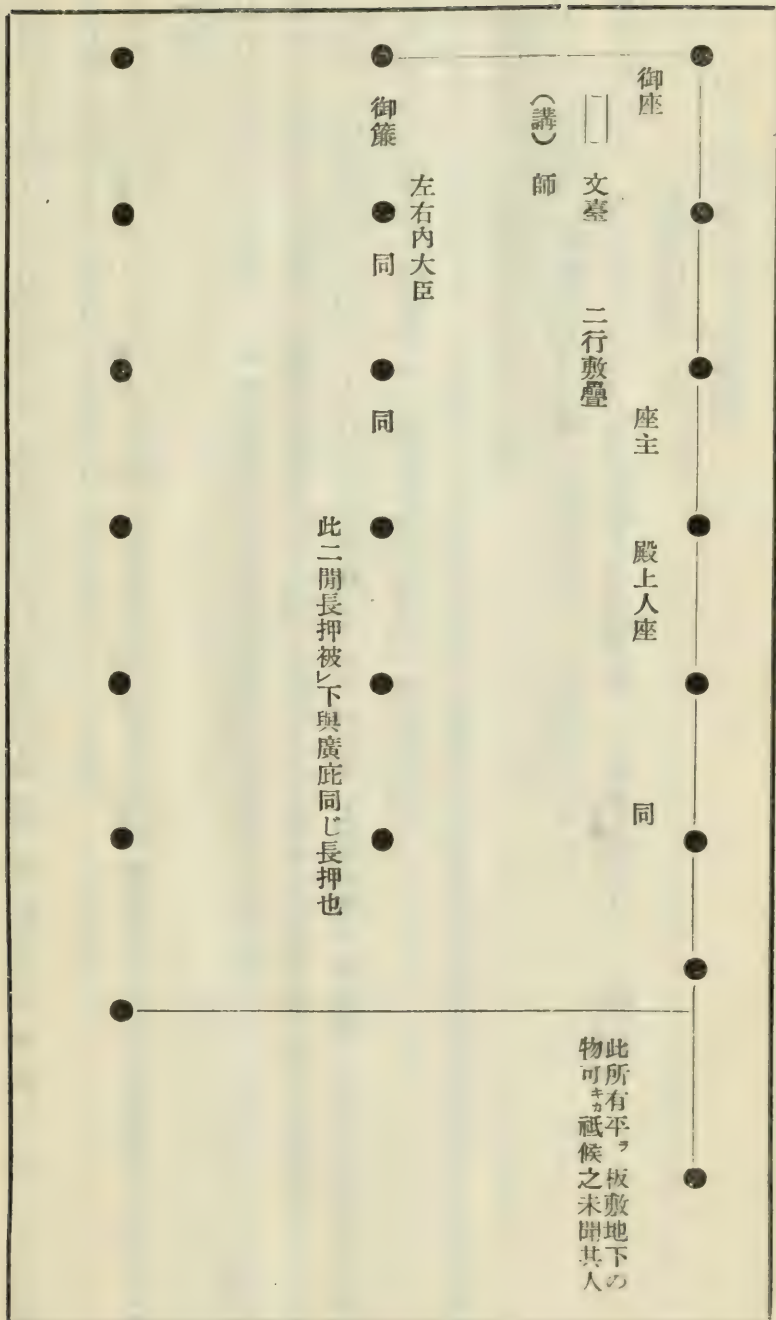 御座
座主
殿上人座
同
文臺
二行敷疊
(講)師
左右内大臣
御簾
同
同
此二間長押被レ下與廣庇同じ長押也
此所有平ヲ板敷地下の
物可キカ祗候之未聞其人